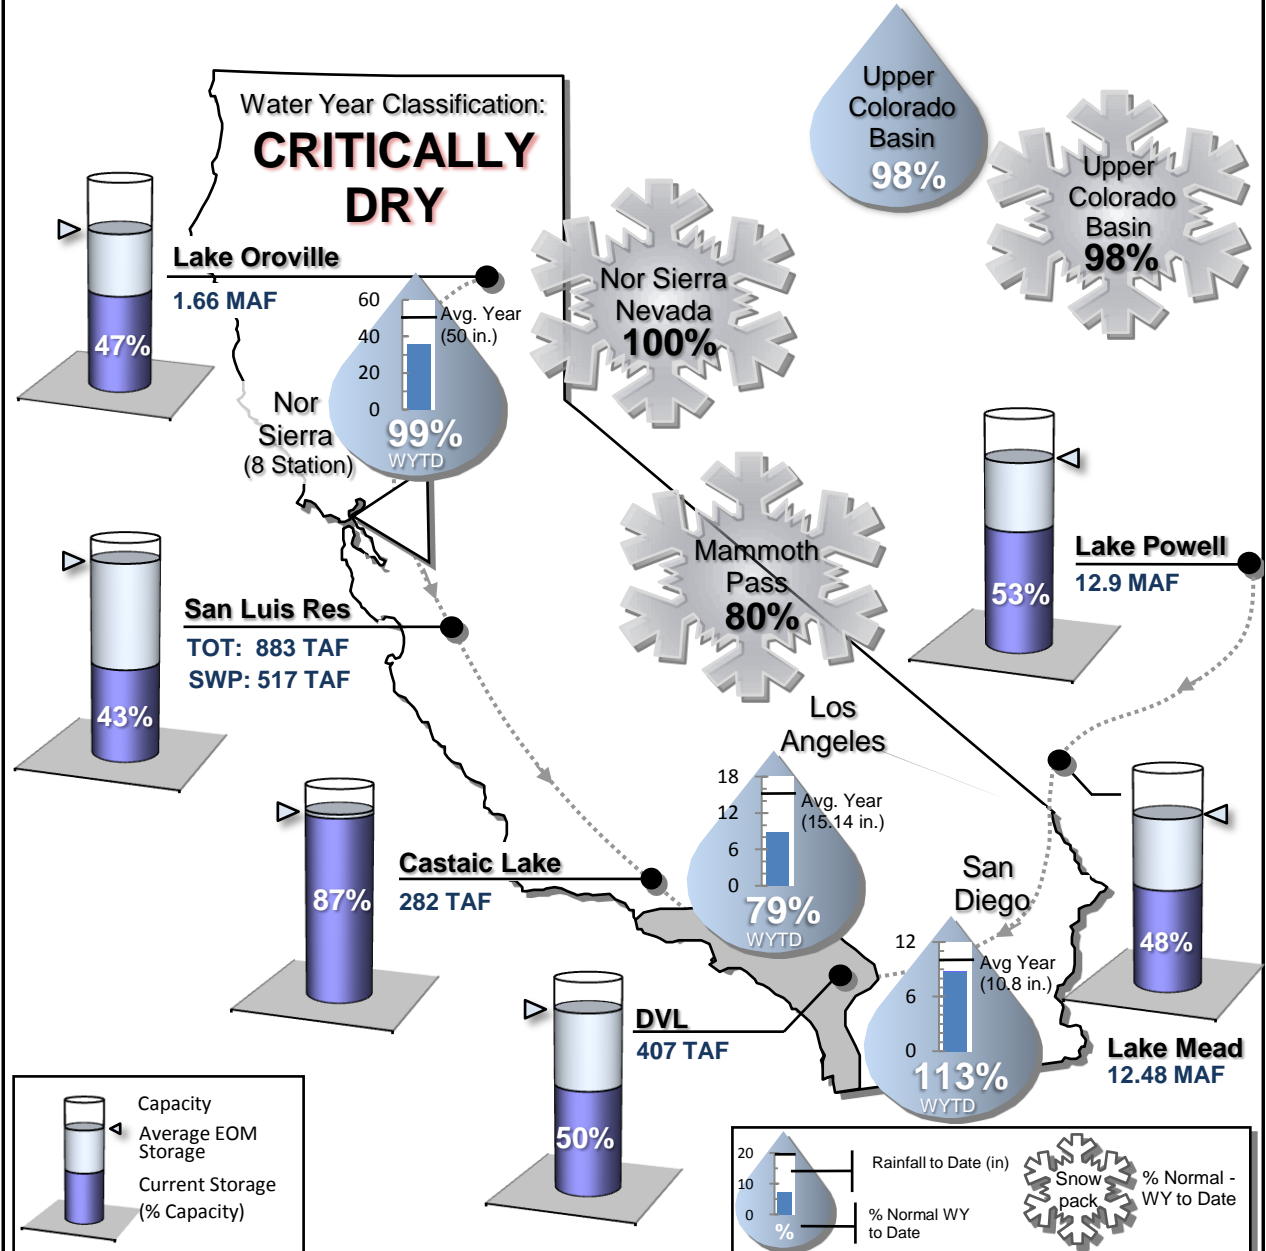 Water Year Classification:
CRITICALLY
DRY
Upper
Colorado
Basin
98%
Upper
Colorado
Basin
98%
Lake Oroville
1.66 MAF
47%
60
40
20
0
Avg. Year
(50 in.)
99%
WYTD
Nor
Sierra
(8 Station)
Nor Sierra
Nevada
100%
Mammoth
Pass
80%
Lake Powell
12.9 MAF
53%
San Luis Res
TOT: 883 TAF
SWP: 517 TAF
43%
Los
Angeles
18
12
6
0
Avg. Year
(15.14 in.)
79%
WYTD
Castaic Lake
282 TAF
87%
San
Diego
12
6
0
Avg Year
(10.8 in.)
113%
WYTD
48%
Lake Mead
12.48 MAF
DVL
407 TAF
50%
Capacity
Average EOM
Storage
Current Storage
(% Capacity)
20
10
0
%
Rainfall to Date (in)
% Normal WY
to Date
Snow
pack
% Normal -
WY to Date